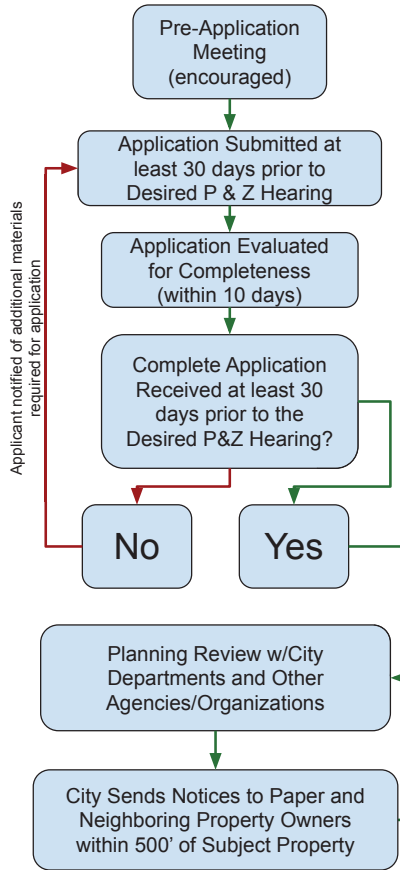 Pre-Application
Meeting
(encouraged)
Application Submitted at
least 30 days prior to
Desired P & Z Hearing
Applicant notified of additional materials
required for application
Application Evaluated
for Completeness
(within 10 days)
Complete Application
Received at least 30
days prior to the
Desired P&Z Hearing?
No
Yes
Planning Review w/City
Departments and Other
Agencies/Organizations
City Sends Notices to Paper and
Neighboring Property Owners
within 500' of Subject Property